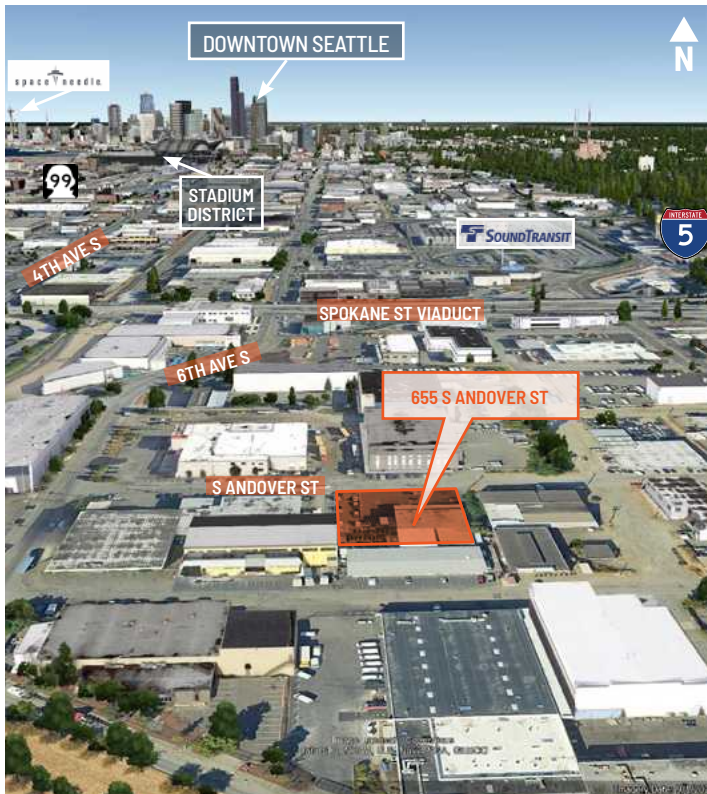 DOWNTOWN SEATTLE
N
space needle
99
STADIUM
DISTRICT
SOUNDTRANSIT
INTERSTATE
5
4TH AVE S
SPOKANE ST VIADUCT
6TH AVE S
655 S ANDOVER ST
S ANDOVER ST